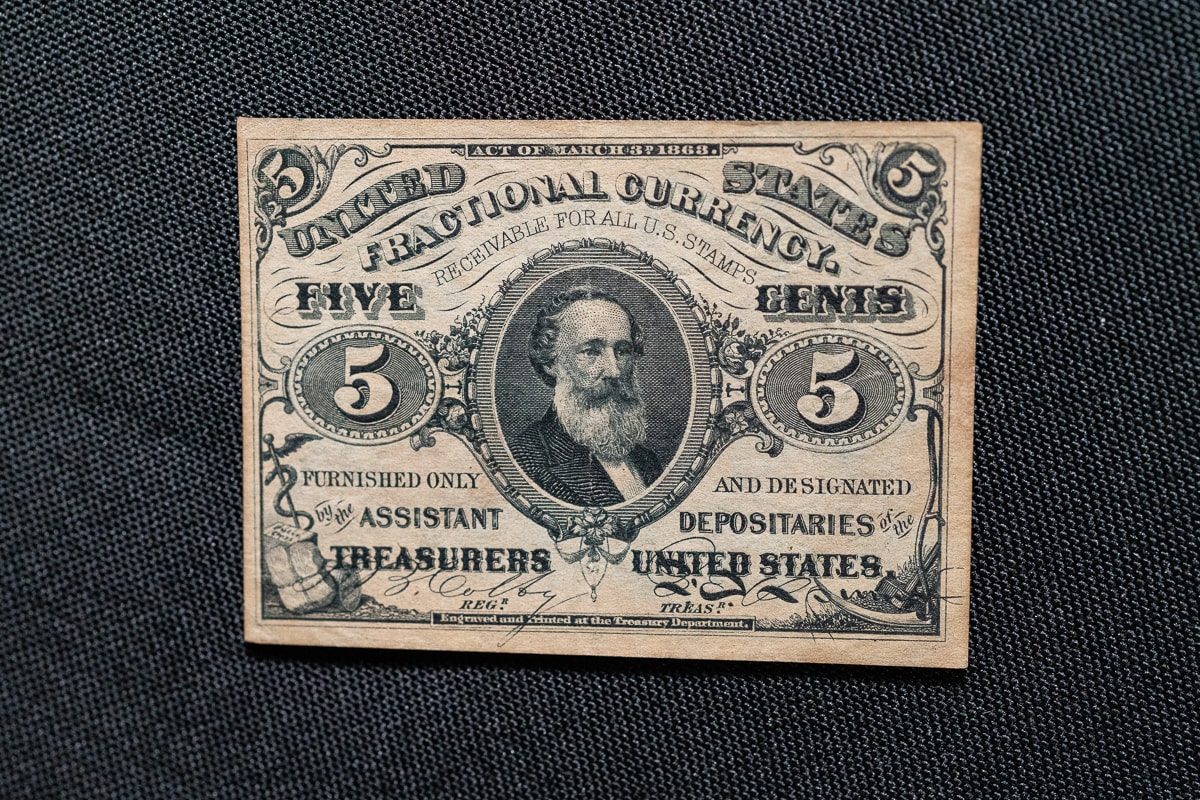 ACT OF MARCH 3D 1863.
5 5
UNITED STATES
FRACTIONAL CURRENCY.
RECEIVABLE FOR ALL U.S. STAMPS
FIVE CENTS
5 5
FURNISHED ONLY AND DESIGNATED
by the ASSISTANT DEPOSITARIES of the
TREASURERS UNITED STATES.
S. Colby
REGR. TREASR.
Engraved and Printed at the Treasury Department.